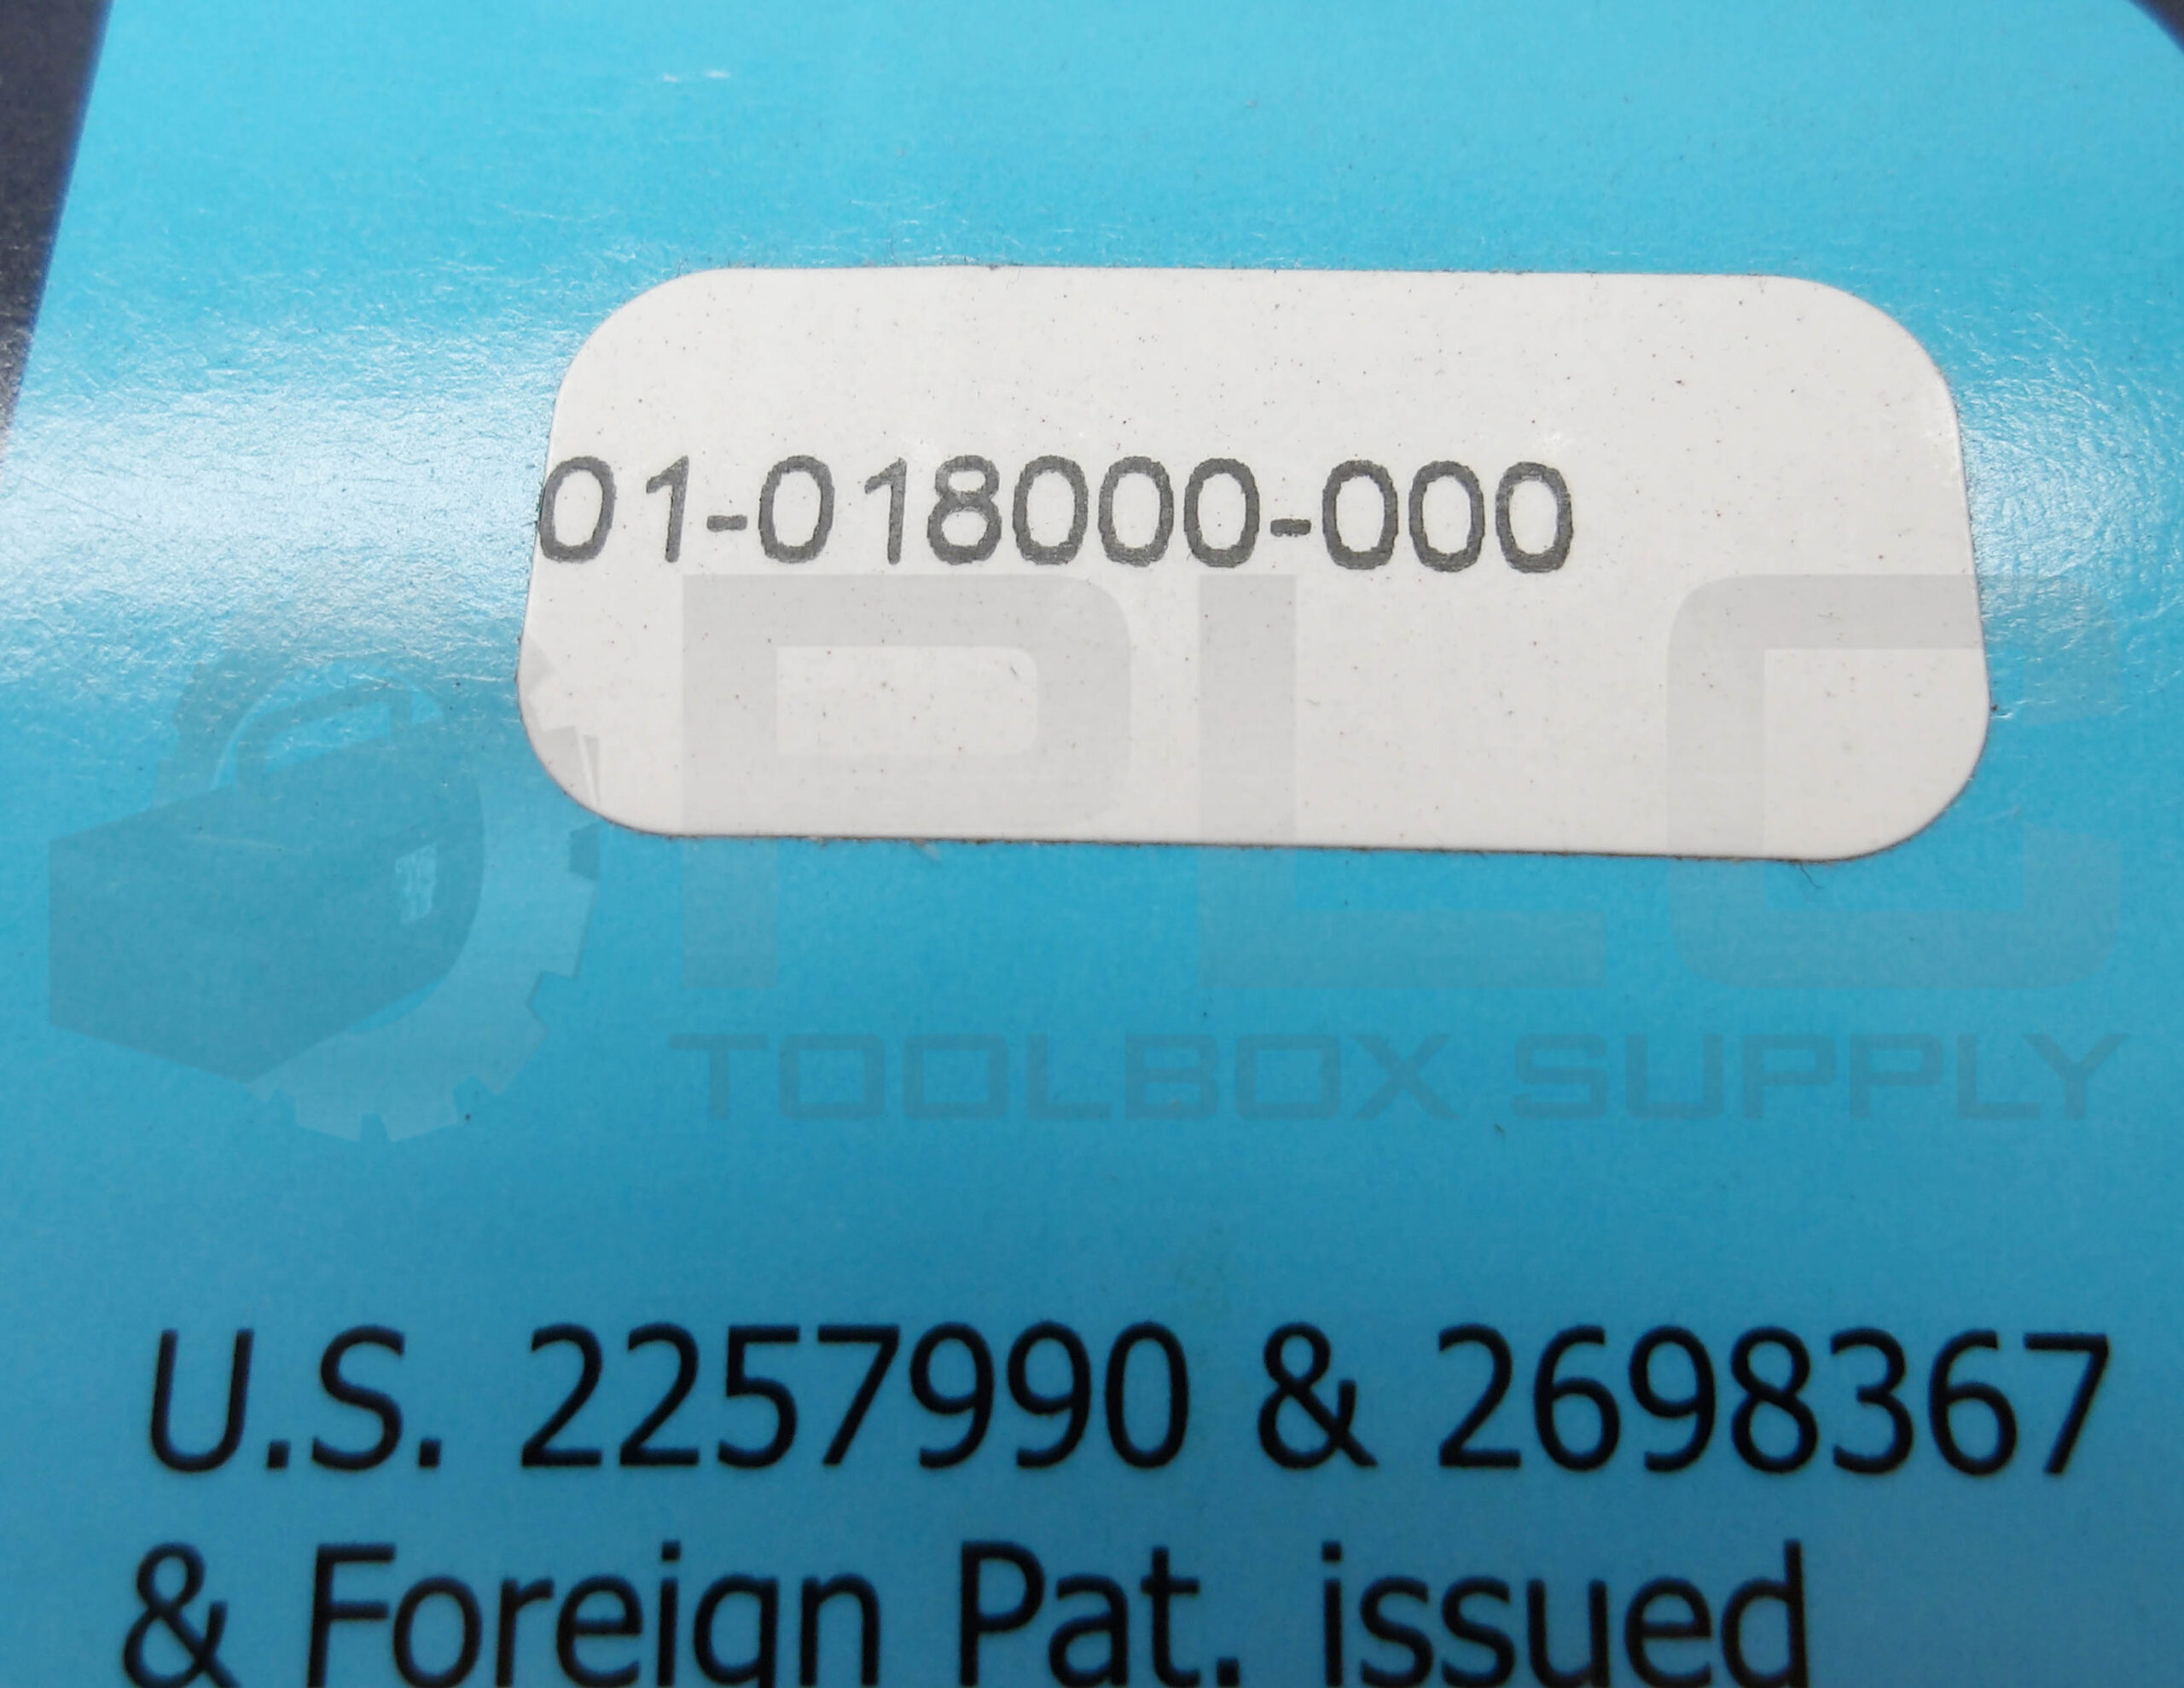 01-018000-000
PLC
TOOLBOX SUPPLY
U.S. 2257990 & 2698367
& Foreign Pat. issued